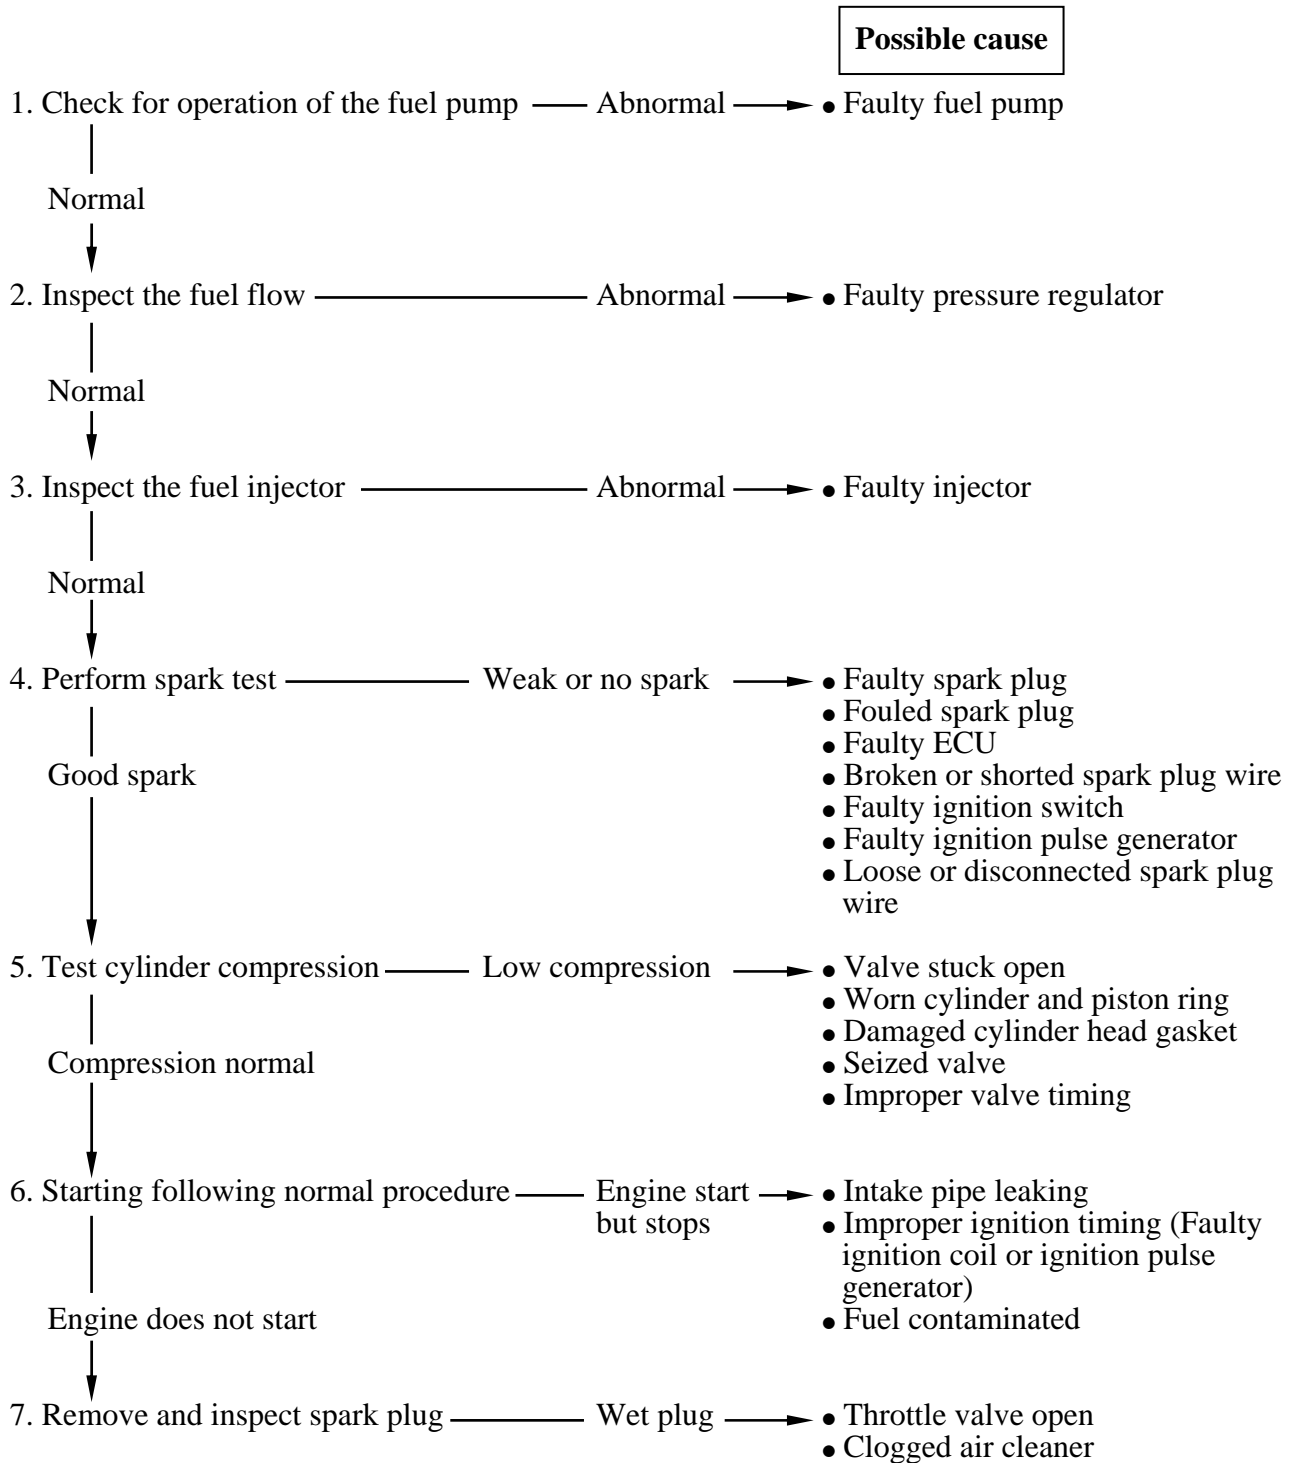 Possible cause
1. Check for operation of the fuel pump Abnormal ● Faulty fuel pump
Normal
2. Inspect the fuel flow Abnormal ● Faulty pressure regulator
Normal
3. Inspect the fuel injector Abnormal ● Faulty injector
Normal
4. Perform spark test Weak or no spark ● Faulty spark plug
● Fouled spark plug
● Faulty ECU
Good spark ● Broken or shorted spark plug wire
● Faulty ignition switch
● Faulty ignition pulse generator
● Loose or disconnected spark plug
wire
5. Test cylinder compression Low compression ● Valve stuck open
● Worn cylinder and piston ring
● Damaged cylinder head gasket
Compression normal ● Seized valve
● Improper valve timing
6. Starting following normal procedure Engine start ● Intake pipe leaking
but stops ● Improper ignition timing (Faulty
ignition coil or ignition pulse
generator)
Engine does not start ● Fuel contaminated
7. Remove and inspect spark plug Wet plug ● Throttle valve open
● Clogged air cleaner